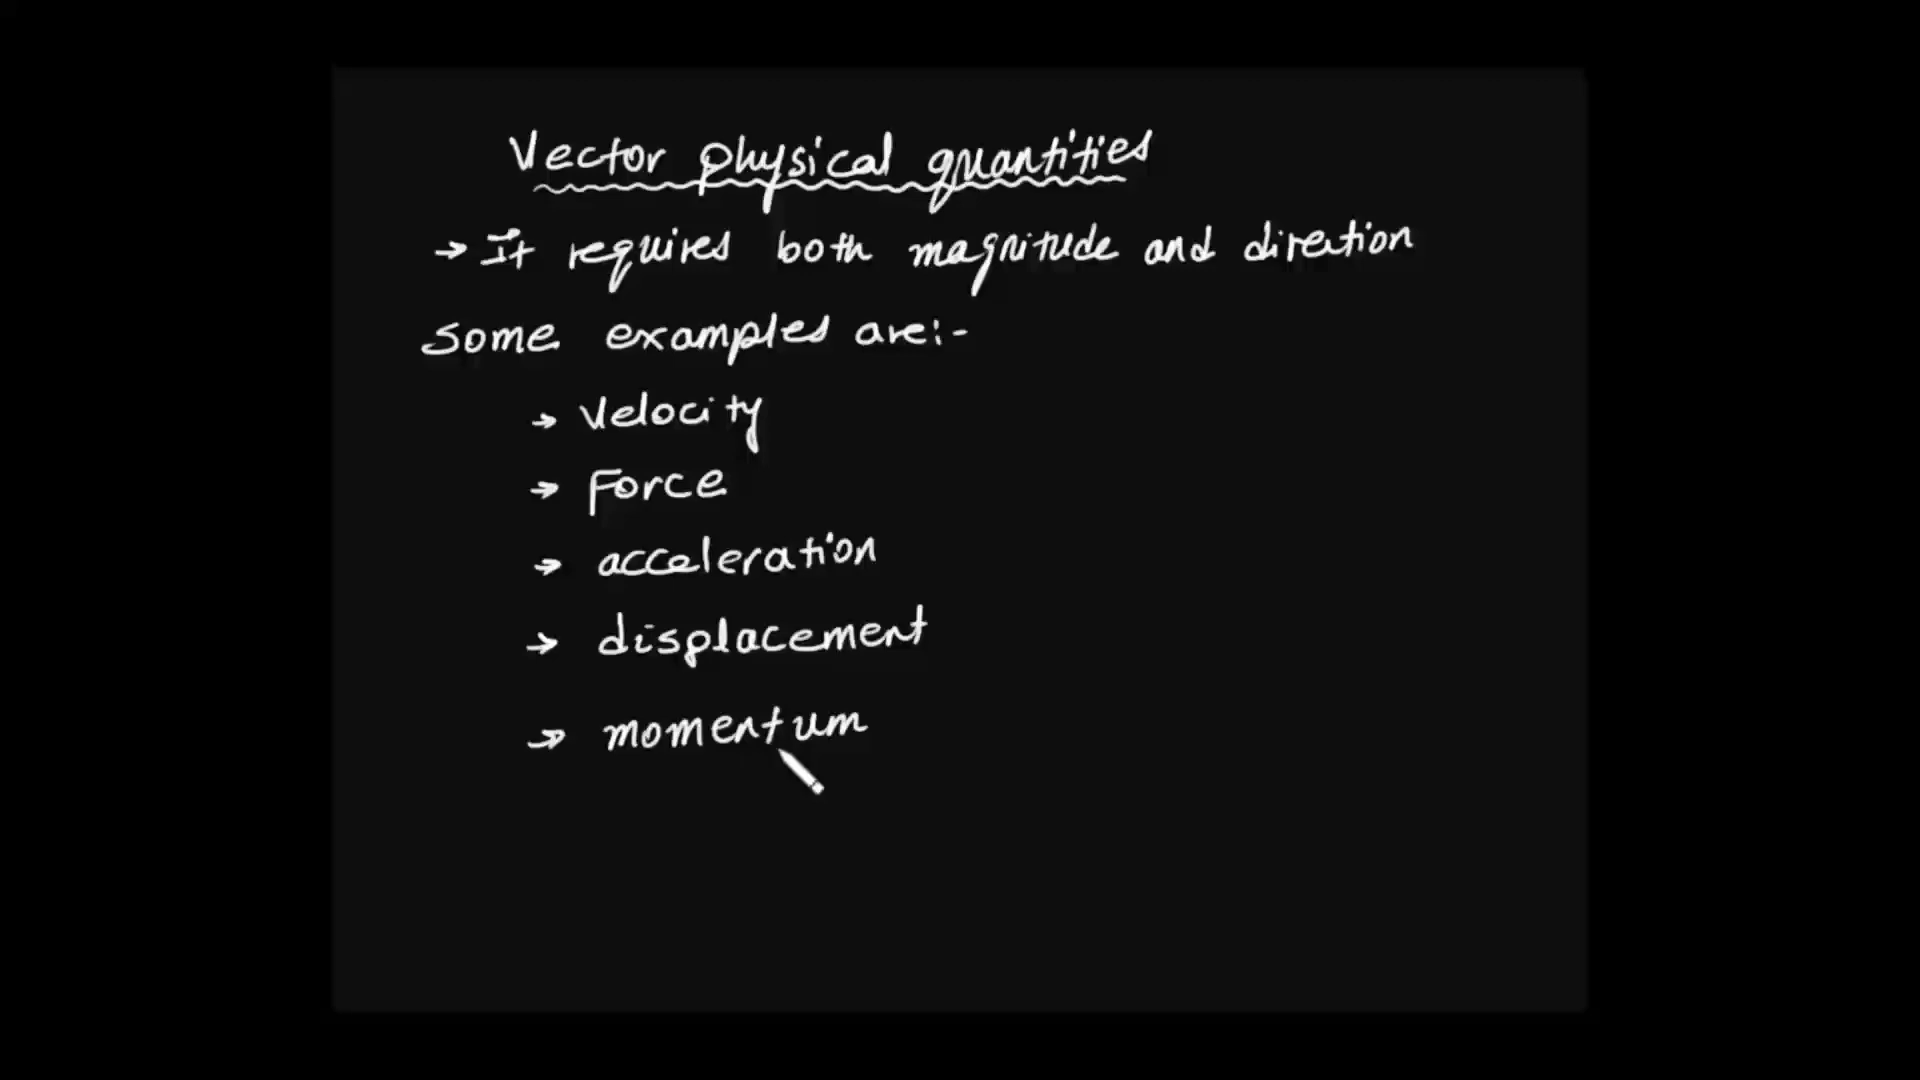 Vector physical quantities
→ It requires both magnitude and direction
Some examples are:-
→ Velocity
→ Force
→ acceleration
→ displacement
→ momentum